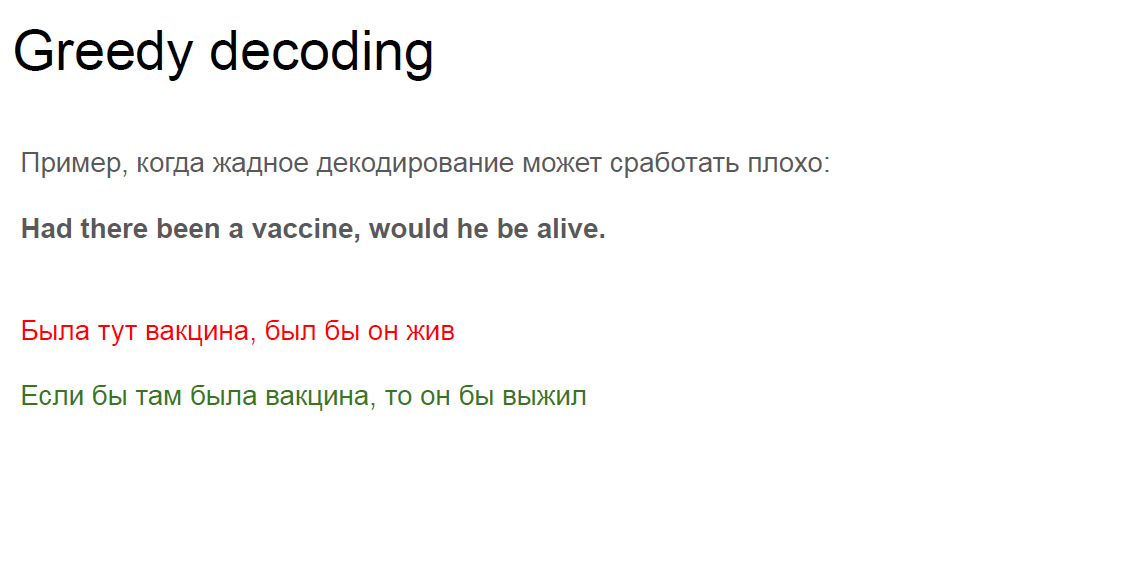 Greedy decoding
Пример, когда жадное декодирование может сработать плохо:
Had there been a vaccine, would he be alive.
Была тут вакцина, был бы он жив
Если бы там была вакцина, то он бы выжил